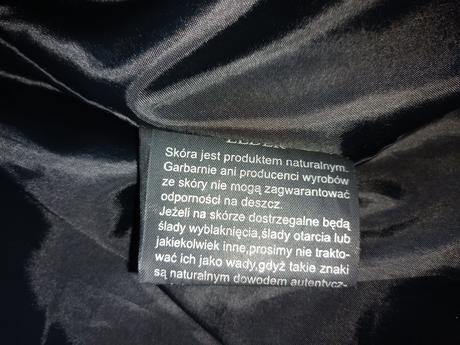 Skóra jest produktem naturalnym.
Garbarnie ani producenci wyrobów
ze skóry nie mogą zagwarantować
odporności na deszcz.
Jeżeli na skórze dostrzegalne będą
ślady wyblaknięcia,ślady otarcia lub
jakiekolwiek inne,prosimy nie trakto-
wać ich jako wady,gdyż takie znaki
są naturalnym dowodem autentycz-